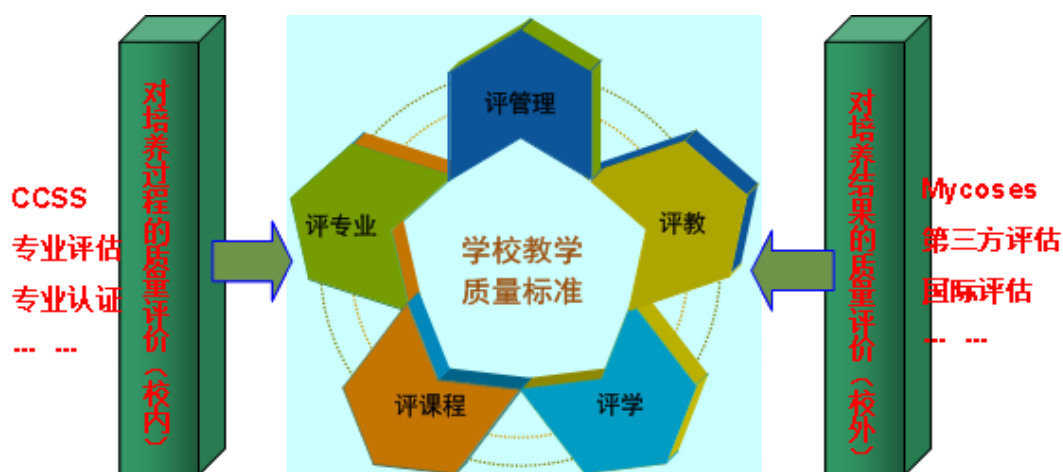 CCSS
专业评估
专业认证
... ...
对培养过程的质量评价（校内）
评管理
评专业
评教
学校教学
质量标准
评课程
评学
对培养结果的质量评价（校外）
Mycoses
第三方评估
国际评估
... ...